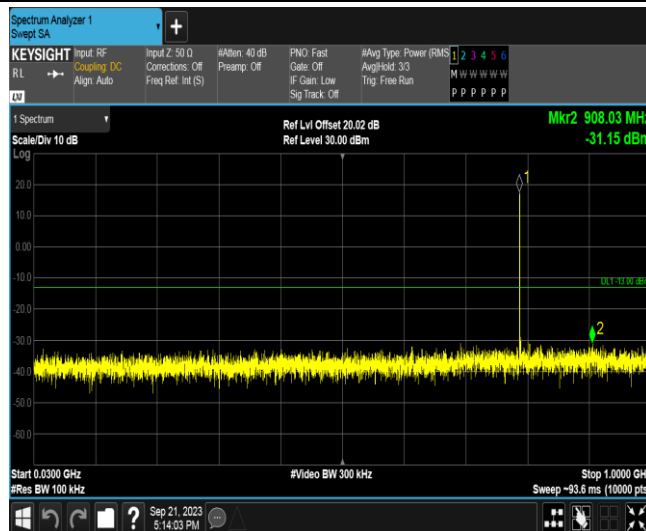 Spectrum Analyzer 1
Swept SA
+
KEYSIGHT
RL
Input: RF
Coupling: DC
Align: Auto
Input Z: 50 Ω
Corrections: Off
Freq Ref: Int (S)
#Atten: 40 dB
Preamp: Off
PNO: Fast
Gate: Off
IF Gain: Low
Sig Track: Off
#Avg Type: Power (RMS
Avg|Hold: 3/3
Trig: Free Run
1 2 3 4 5 6
M W W W W W
P P P P P P
LXI
1 Spectrum
Scale/Div 10 dB
Log
Ref Lvl Offset 20.02 dB
Ref Level 30.00 dBm
Mkr2 908.03 MHz
-31.15 dBm
20.0
10.0
0.00
-10.0
-20.0
-30.0
-40.0
-50.0
-60.0
1
DL1 -13.00 dBm
2
Start 0.0300 GHz
#Res BW 100 kHz
#Video BW 300 kHz
Stop 1.0000 GH
Sweep ~93.6 ms (10000 pts
?
Sep 21, 2023
5:14:03 PM